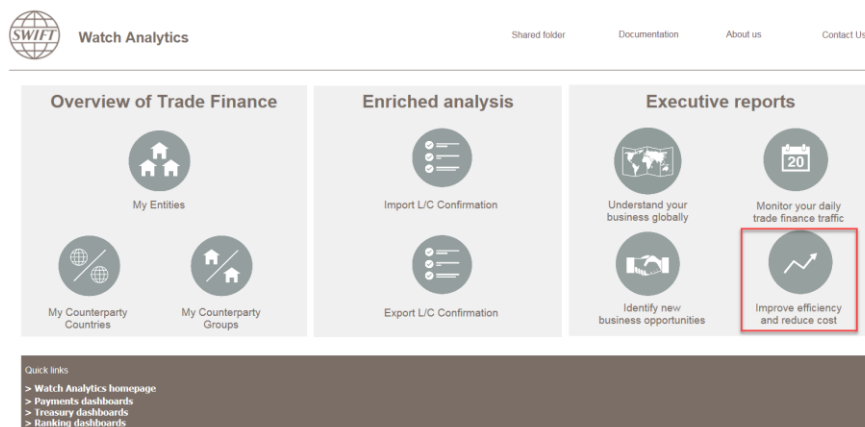 SWIFT
Watch Analytics
Shared folder
Documentation
About us
Contact Us
Overview of Trade Finance
My Entities
My Counterparty
Countries
My Counterparty
Groups
Enriched analysis
Import L/C Confirmation
Export L/C Confirmation
Executive reports
Understand your
business globally
20
Monitor your daily
trade finance traffic
Identify new
business opportunities
Improve efficiency
and reduce cost
Quick links
> Watch Analytics homepage
> Payments dashboards
> Treasury dashboards
> Ranking dashboards